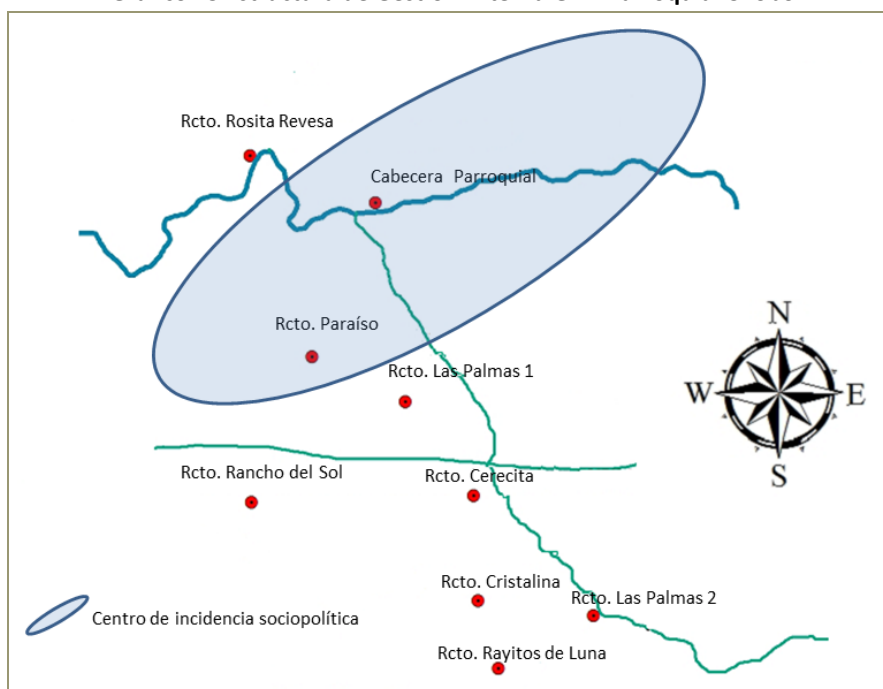 Rcto. Rosita Revesa
Cabecera Parroquial
Rcto. Paraíso
Rcto. Las Palmas 1
N
W E
S
Rcto. Rancho del Sol
Rcto. Cerecita
Rcto. Cristalina
Rcto. Las Palmas 2
Centro de incidencia sociopolítica
Rcto. Rayitos de Luna